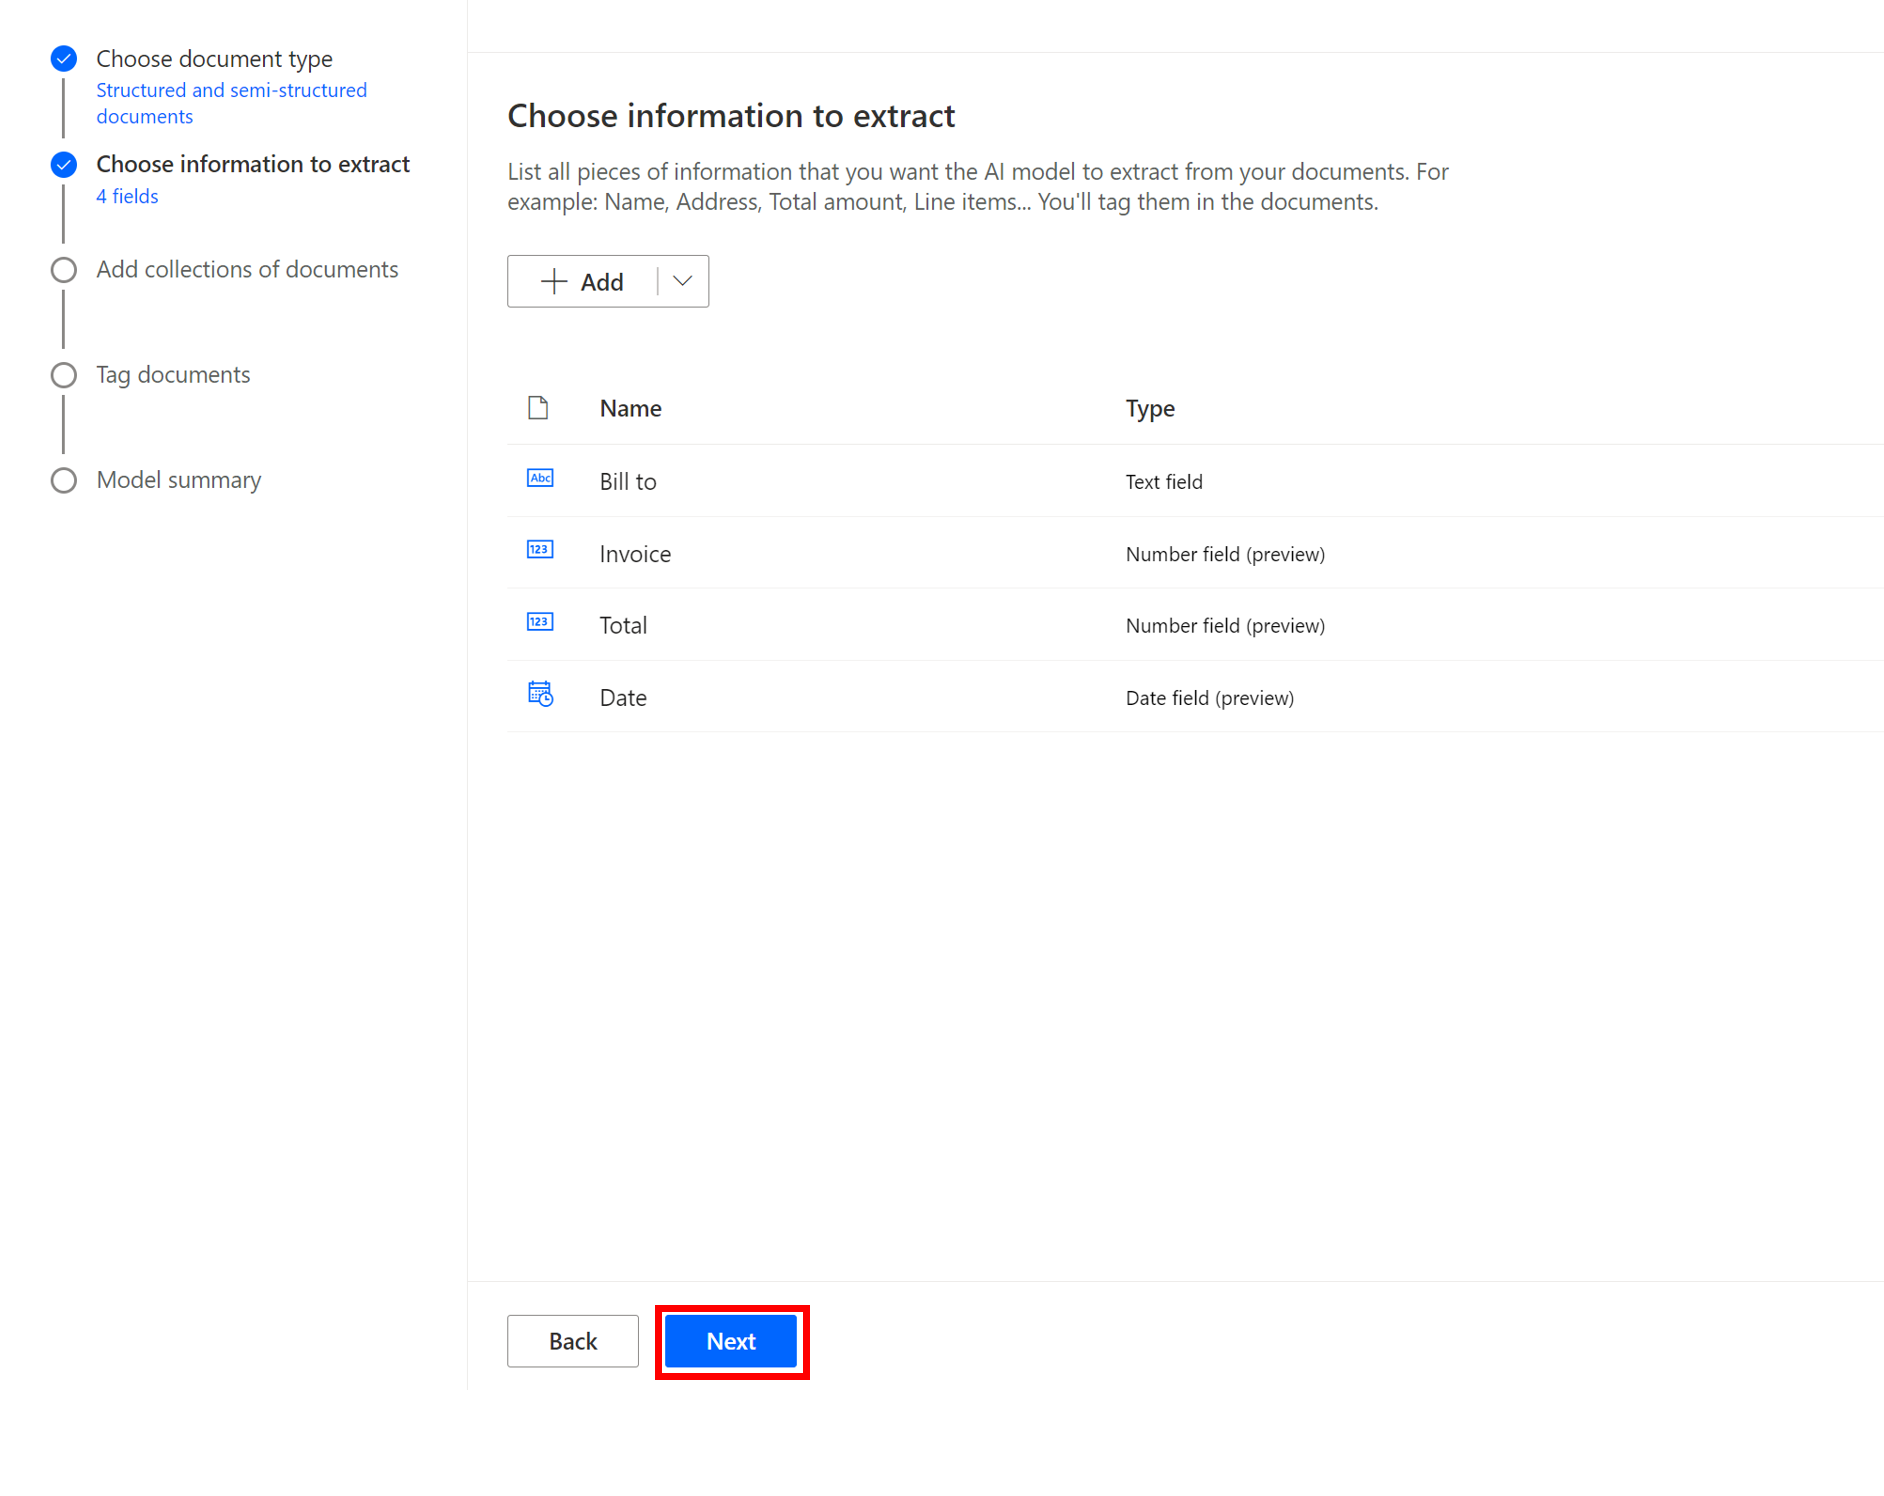 Choose document type
Structured and semi-structured
documents
Choose information to extract
4 fields
Add collections of documents
Tag documents
Model summary
Choose information to extract
List all pieces of information that you want the AI model to extract from your documents. For
example: Name, Address, Total amount, Line items... You'll tag them in the documents.
Add
Name Type
Abc Bill to Text field
123 Invoice Number field (preview)
123 Total Number field (preview)
Date Date field (preview)
Back Next